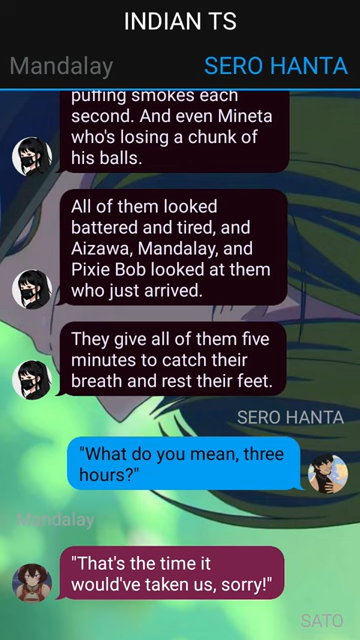 INDIAN TS
Mandalay
SERO HANTA
puffing smokes each
second. And even Mineta
who's losing a chunk of
his balls.
All of them looked
battered and tired, and
Aizawa, Mandalay, and
Pixie Bob looked at them
who just arrived.
They give all of them five
minutes to catch their
breath and rest their feet.
SERO HANTA
"What do you mean, three
hours?"
Mandalay
"That's the time it
would've taken us, sorry!"
SATO